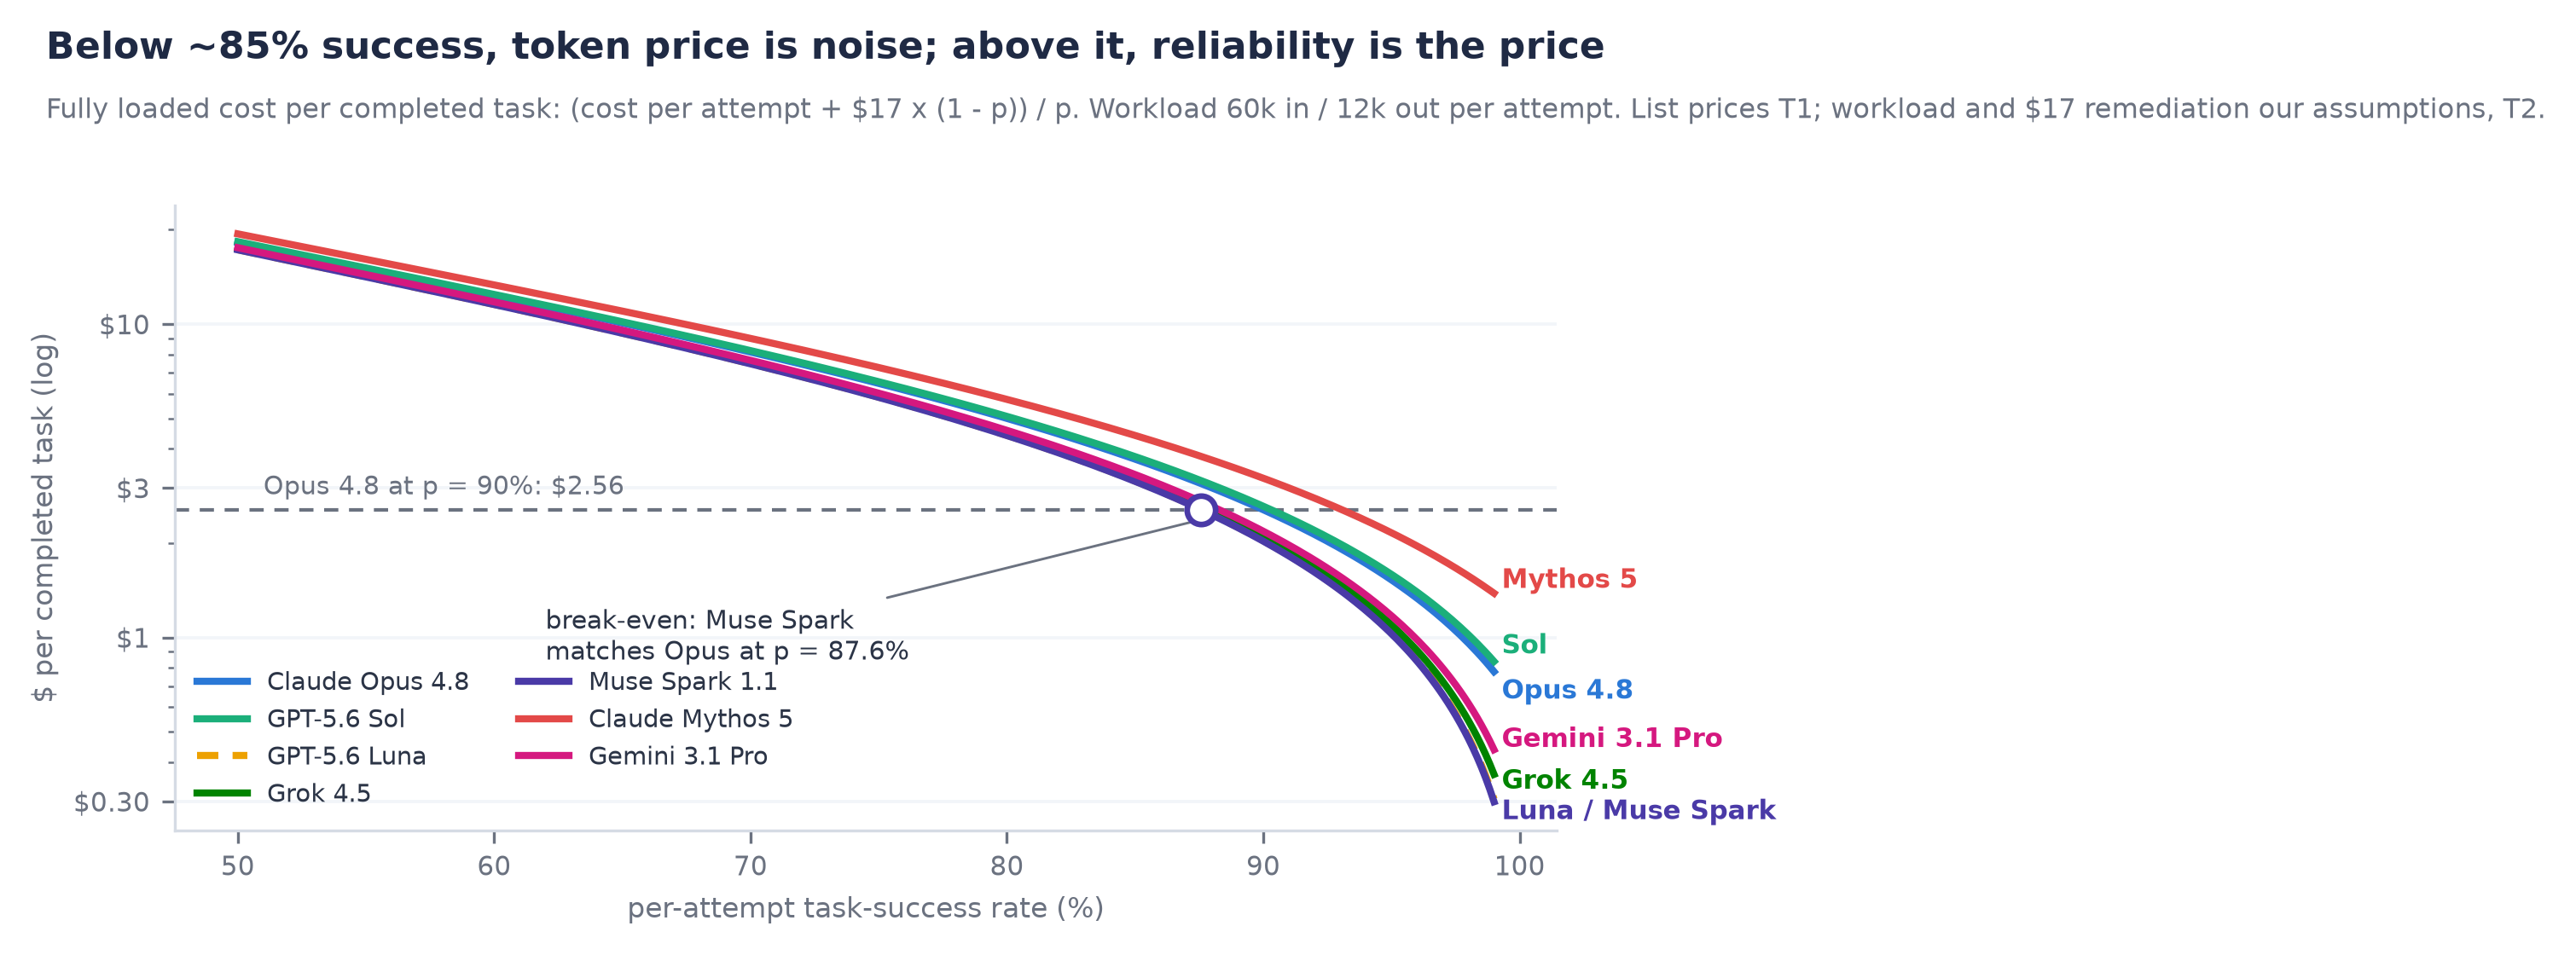 Below ~85% success, token price is noise; above it, reliability is the price
Fully loaded cost per completed task: (cost per attempt + $17 x (1 - p)) / p. Workload 60k in / 12k out per attempt. List prices T1; workload and $17 remediation our assumptions, T2.
$ per completed task (log)
$10
$3
$1
$0.30
Opus 4.8 at p = 90%: $2.56
break-even: Muse Spark
matches Opus at p = 87.6%
Claude Opus 4.8
GPT-5.6 Sol
GPT-5.6 Luna
Grok 4.5
Muse Spark 1.1
Claude Mythos 5
Gemini 3.1 Pro
Mythos 5
Sol
Opus 4.8
Gemini 3.1 Pro
Grok 4.5
Luna / Muse Spark
50
60
70
80
90
100
per-attempt task-success rate (%)